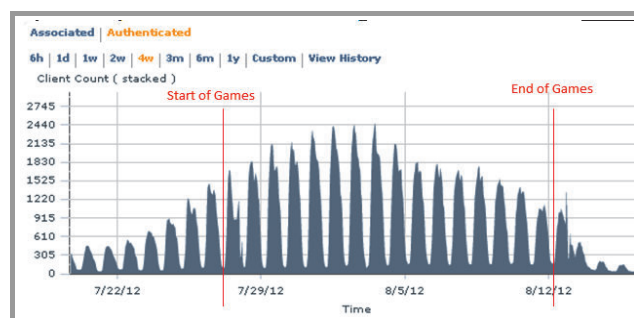 Associated | Authenticated
6h | 1d | 1w | 2w | 4w | 3m | 6m | 1y | Custom | View History
Client Count ( stacked )
Start of Games
End of Games
2745
2440
2135
1830
1525
1220
915
610
305
0
7/22/12
7/29/12
8/5/12
8/12/12
Time